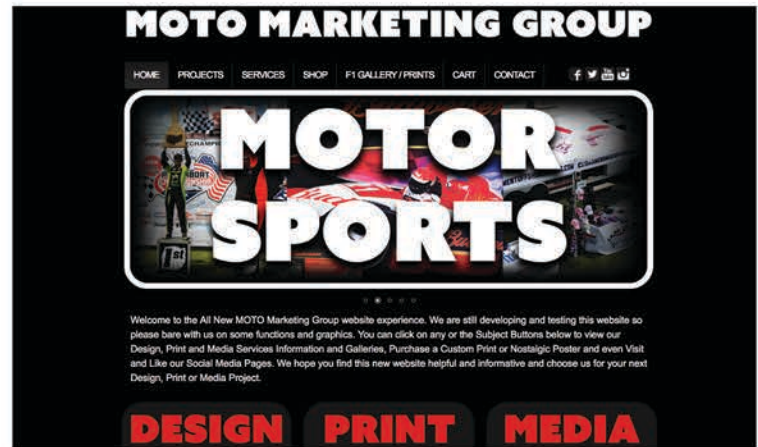 MOTO MARKETING GROUP
HOME PROJECTS SERVICES SHOP F1 GALLERY / PRINTS CART CONTACT
MOTOR
SPORTS
1st
Welcome to the All New MOTO Marketing Group website experience. We are still developing and testing this website so
please bare with us on some functions and graphics. You can click on any or the Subject Buttons below to view our
Design, Print and Media Services Information and Galleries, Purchase a Custom Print or Nostalgic Poster and even Visit
and Like our Social Media Pages. We hope you find this new website helpful and informative and choose us for your next
Design, Print or Media Project.
DESIGN PRINT MEDIA